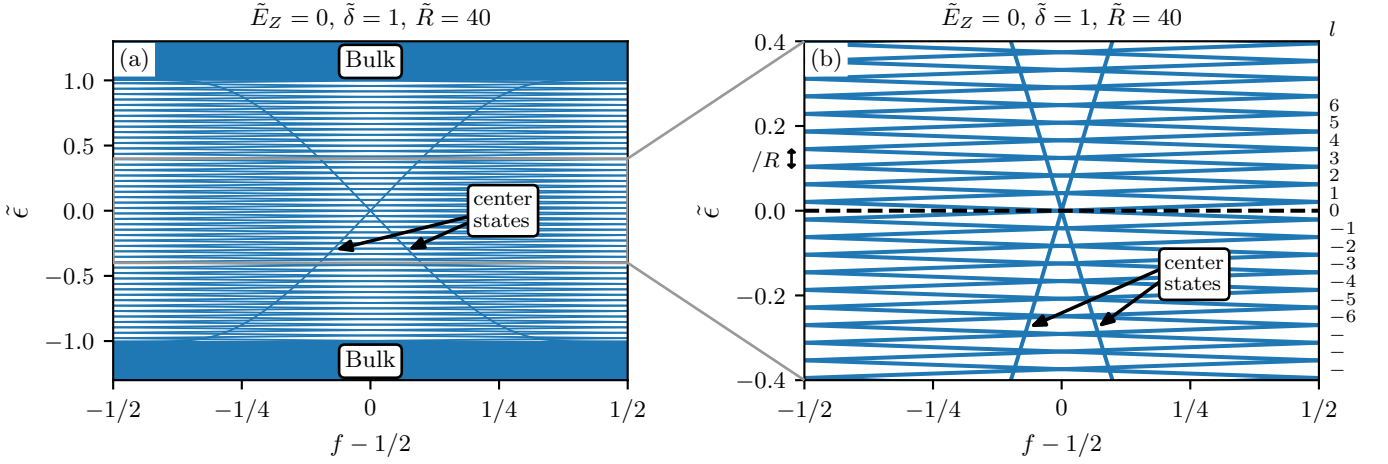 Ẽ_Z = 0, δ̃ = 1, R̃ = 40
(a)
Bulk
center
states
Bulk
1.0
0.5
0.0
−0.5
−1.0
ϵ̃
−1/2
−1/4
0
1/4
1/2
f − 1/2
Ẽ_Z = 0, δ̃ = 1, R̃ = 40
(b)
center
states
0.4
0.2
/R
0.0
−0.2
−0.4
ϵ̃
−1/2
−1/4
0
1/4
1/2
f − 1/2
l
6
5
4
3
2
1
0
−1
−2
−3
−4
−5
−6
−
−
−